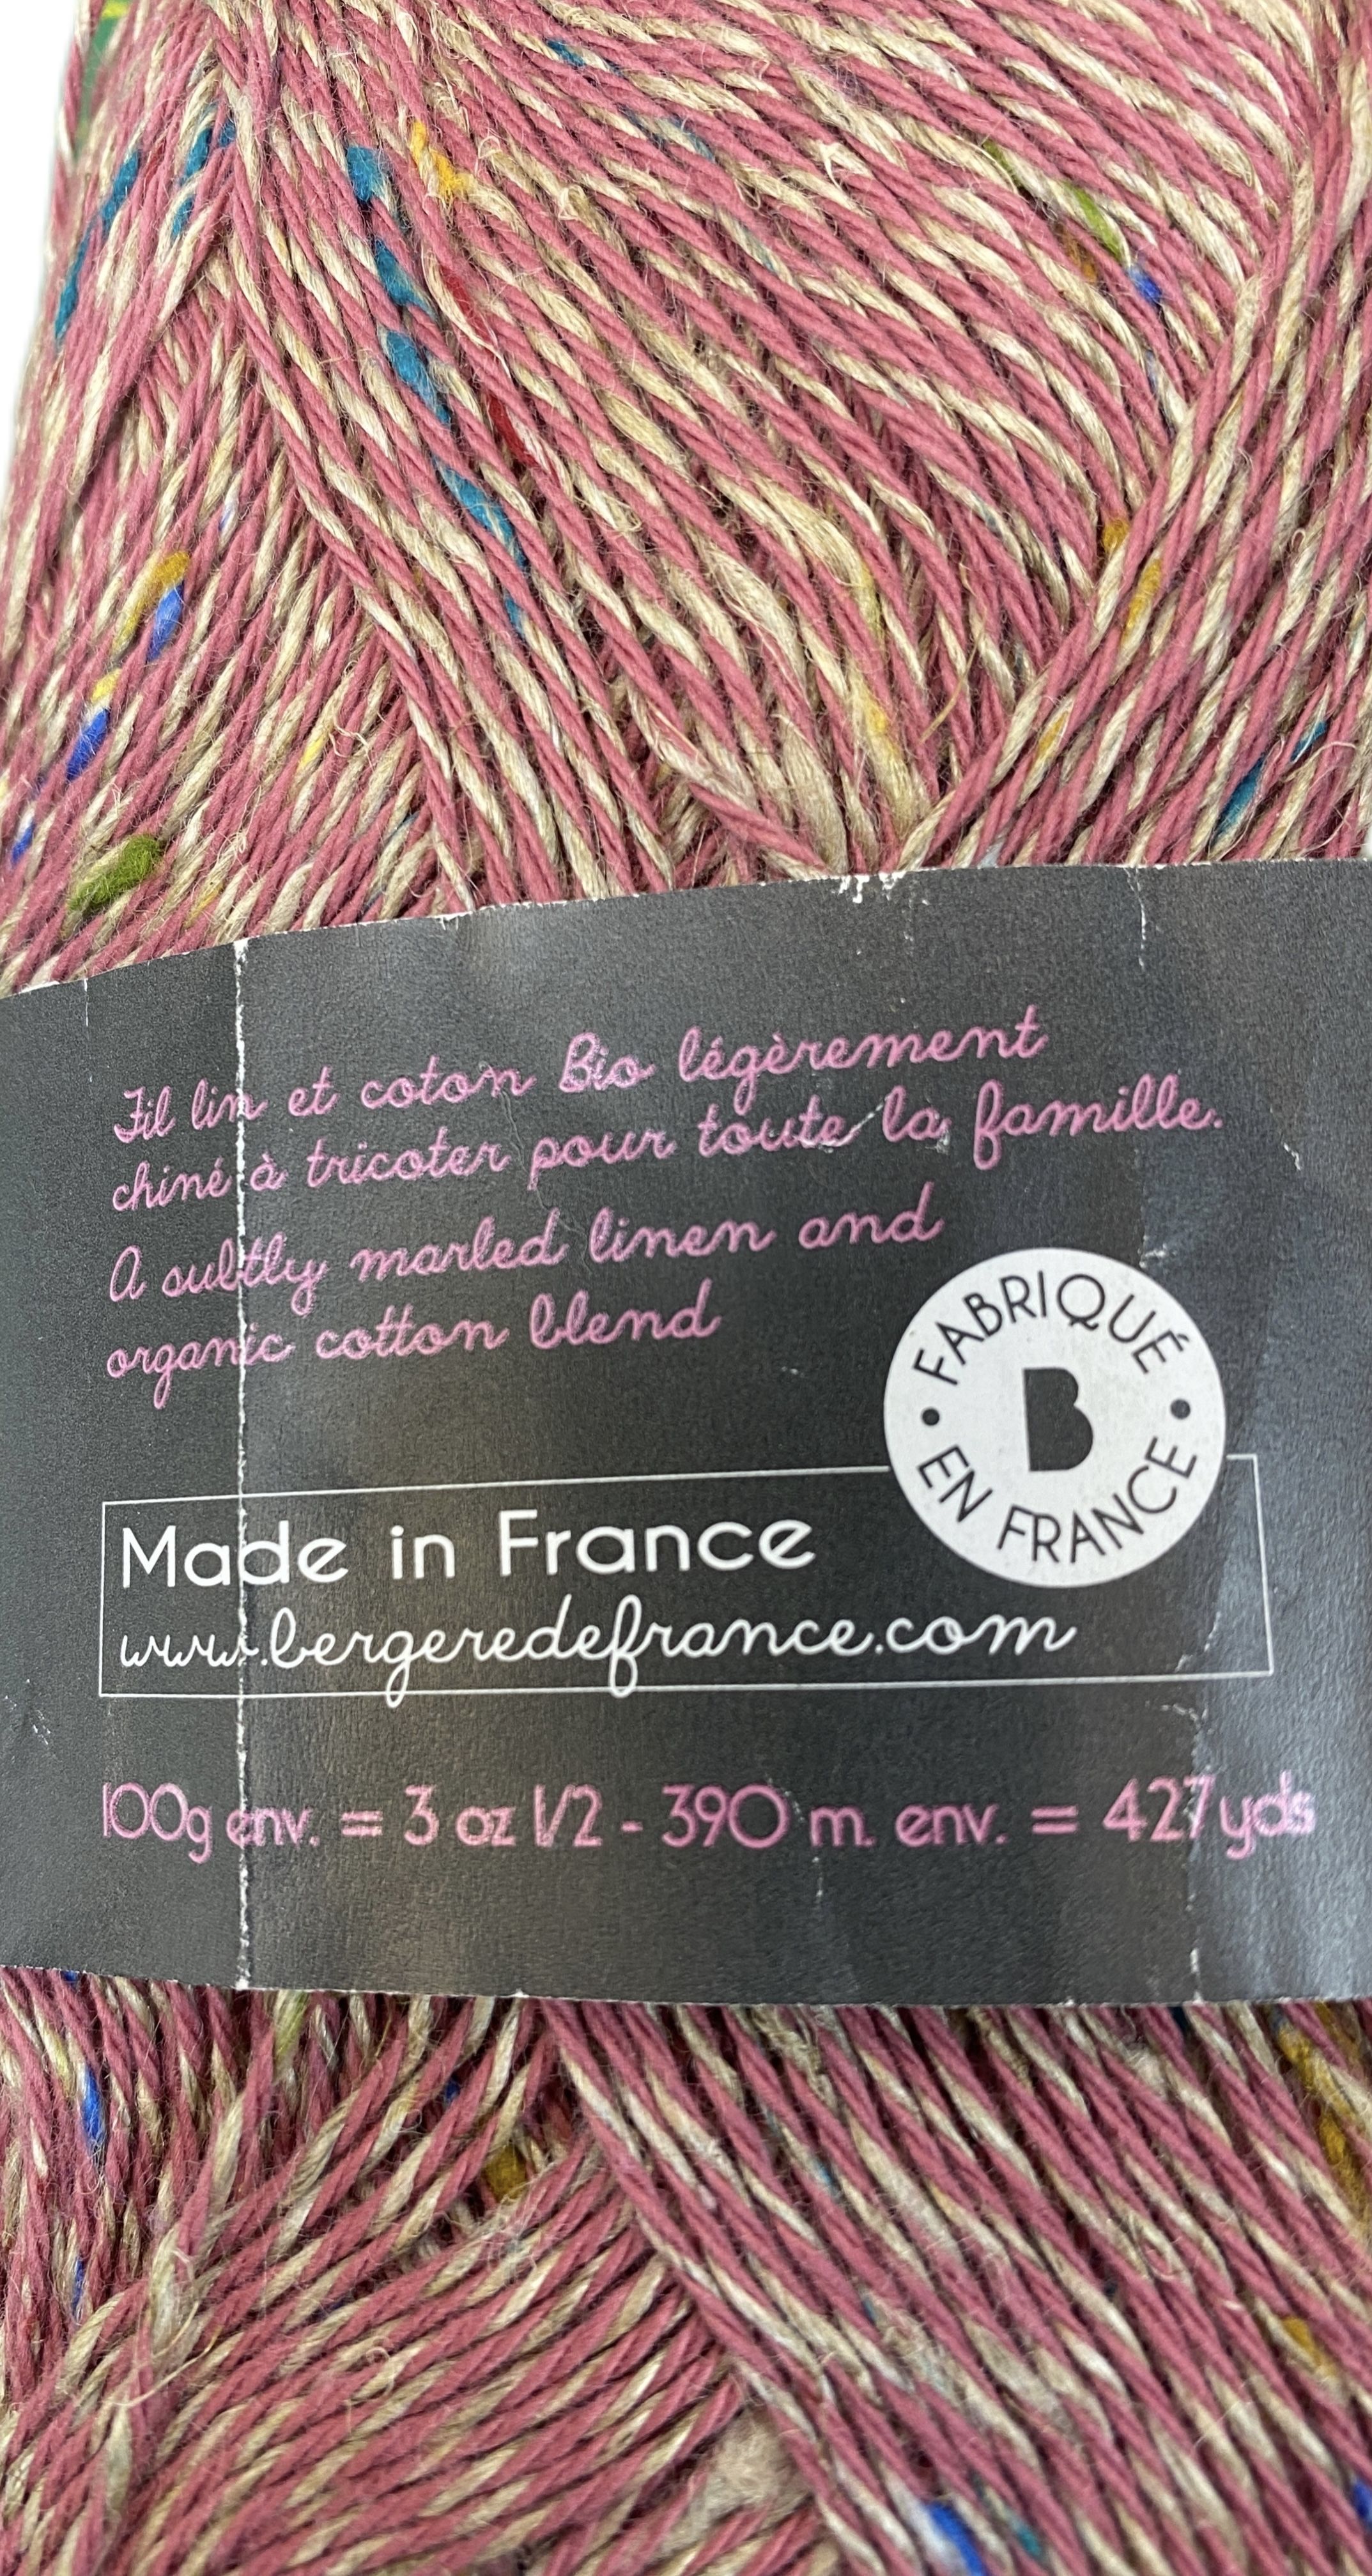 Fil lin et coton Bio légèrement
chiné à tricoter pour toute la famille.
A subtly marled linen and
organic cotton blend
FABRIQUÉ
B
EN FRANCE
Made in France
www.bergeredefrance.com
100g env. = 3 oz 1/2 - 390 m. env. = 427 yds